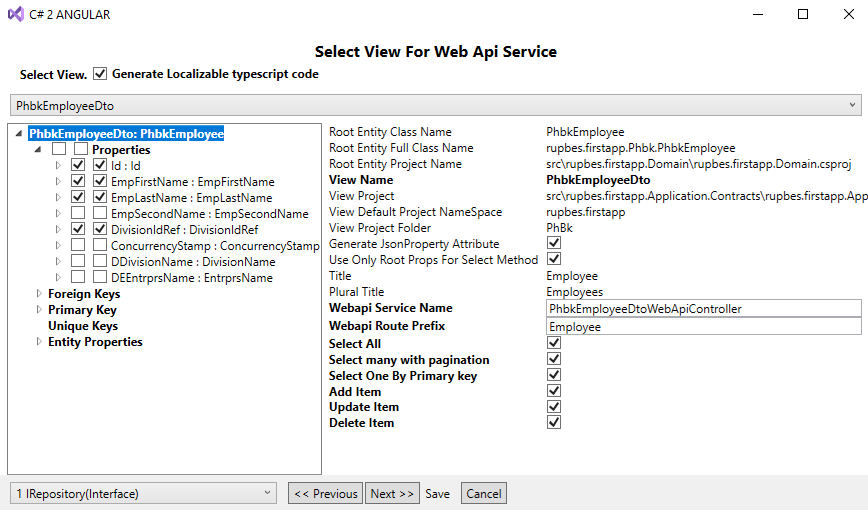 C# 2 ANGULAR
Select View For Web Api Service
Select View. Generate Localizable typescript code
PhbkEmployeeDto
PhbkEmployeeDto: PhbkEmployee
Properties
Id : Id
EmpFirstName : EmpFirstName
EmpLastName : EmpLastName
EmpSecondName : EmpSecondName
DivisionIdRef : DivisionIdRef
ConcurrencyStamp : ConcurrencyStamp
DDivisionName : DivisionName
DEEntrprsName : EntrprsName
Foreign Keys
Primary Key
Unique Keys
Entity Properties
Root Entity Class Name PhbkEmployee
Root Entity Full Class Name rupbes.firstapp.Phbk.PhbkEmployee
Root Entity Project Name src\rupbes.firstapp.Domain\rupbes.firstapp.Domain.csproj
View Name PhbkEmployeeDto
View Project src\rupbes.firstapp.Application.Contracts\rupbes.firstapp.App
View Default Project NameSpace rupbes.firstapp
View Project Folder PhBk
Generate JsonProperty Attribute
Use Only Root Props For Select Method
Title Employee
Plural Title Employees
Webapi Service Name PhbkEmployeeDtoWebApiController
Webapi Route Prefix Employee
Select All
Select many with pagination
Select One By Primary key
Add Item
Update Item
Delete Item
1 IRepository(Interface) << Previous Next >> Save Cancel